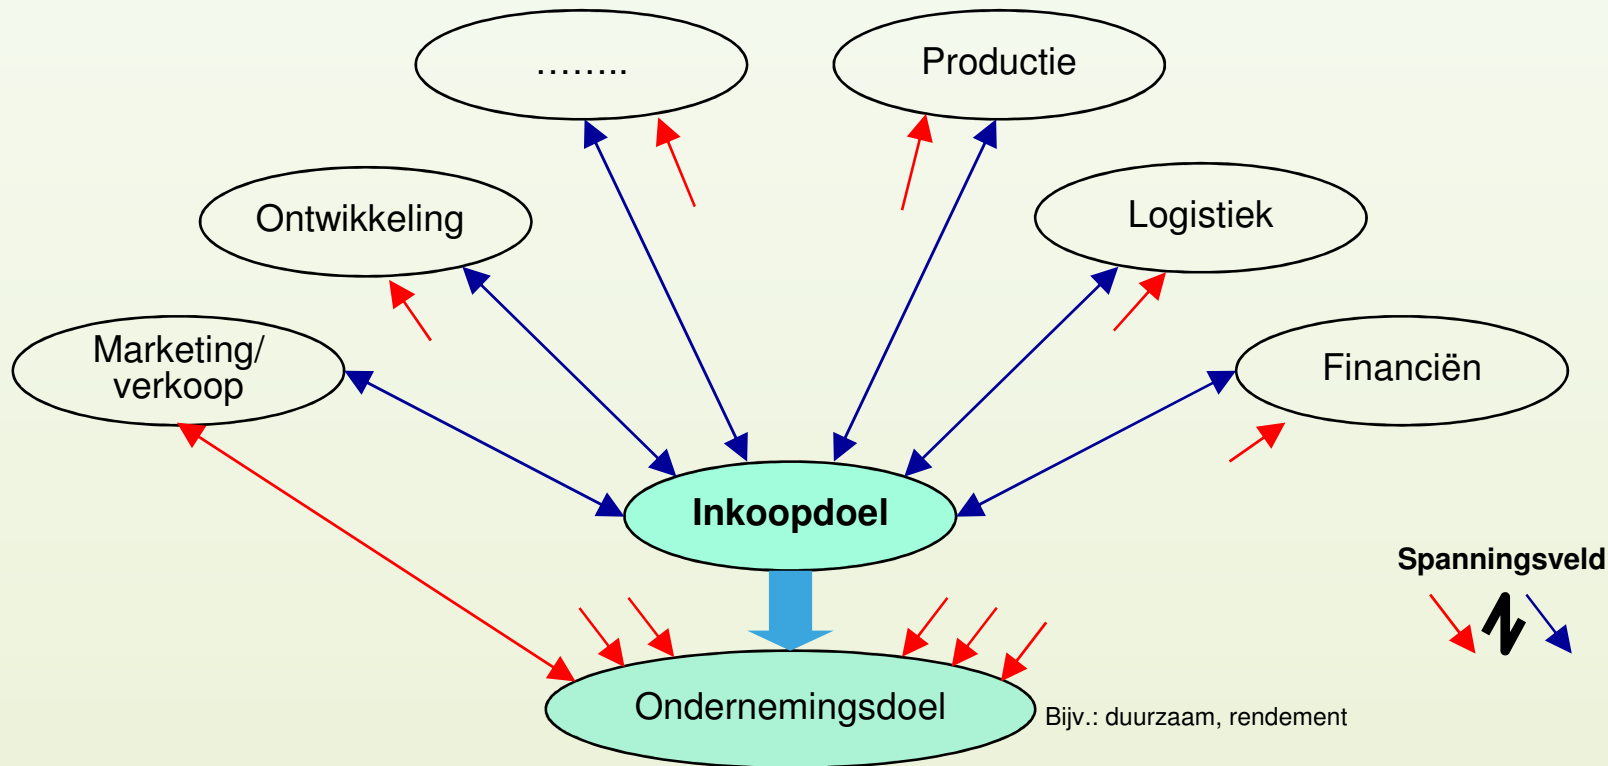 ……..
Productie
Ontwikkeling
Logistiek
Marketing/
verkoop
Financiën
Inkoopdoel
Spanningsveld
Ondernemingsdoel
Bijv.: duurzaam, rendement